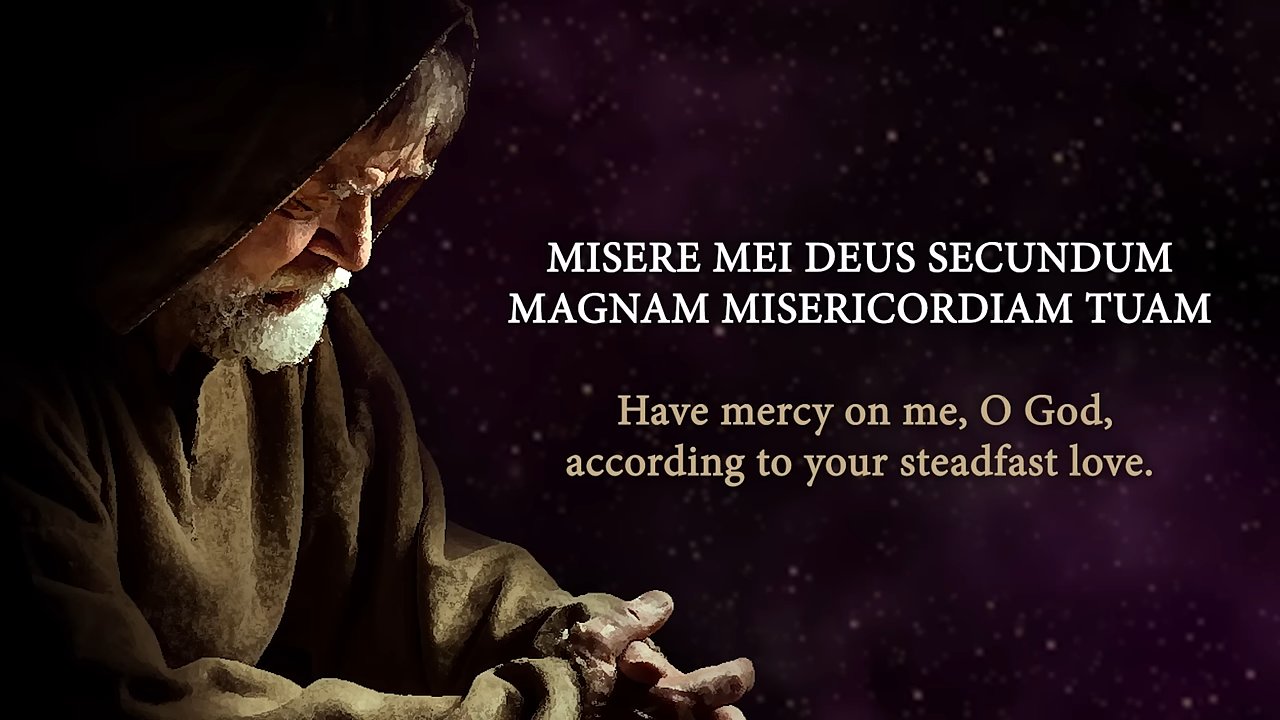 MISERE MEI DEUS SECUNDUM
MAGNAM MISERICORDIAM TUAM
Have mercy on me, O God,
according to your steadfast love.